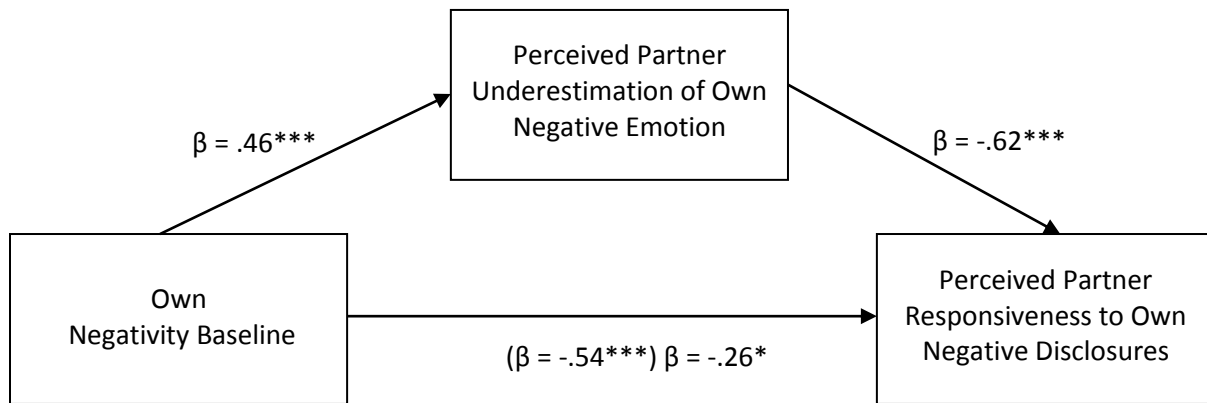 Perceived Partner
Underestimation of Own
Negative Emotion
β = .46***
β = -.62***
Own
Negativity Baseline
Perceived Partner
Responsiveness to Own
Negative Disclosures
(β = -.54***) β = -.26*